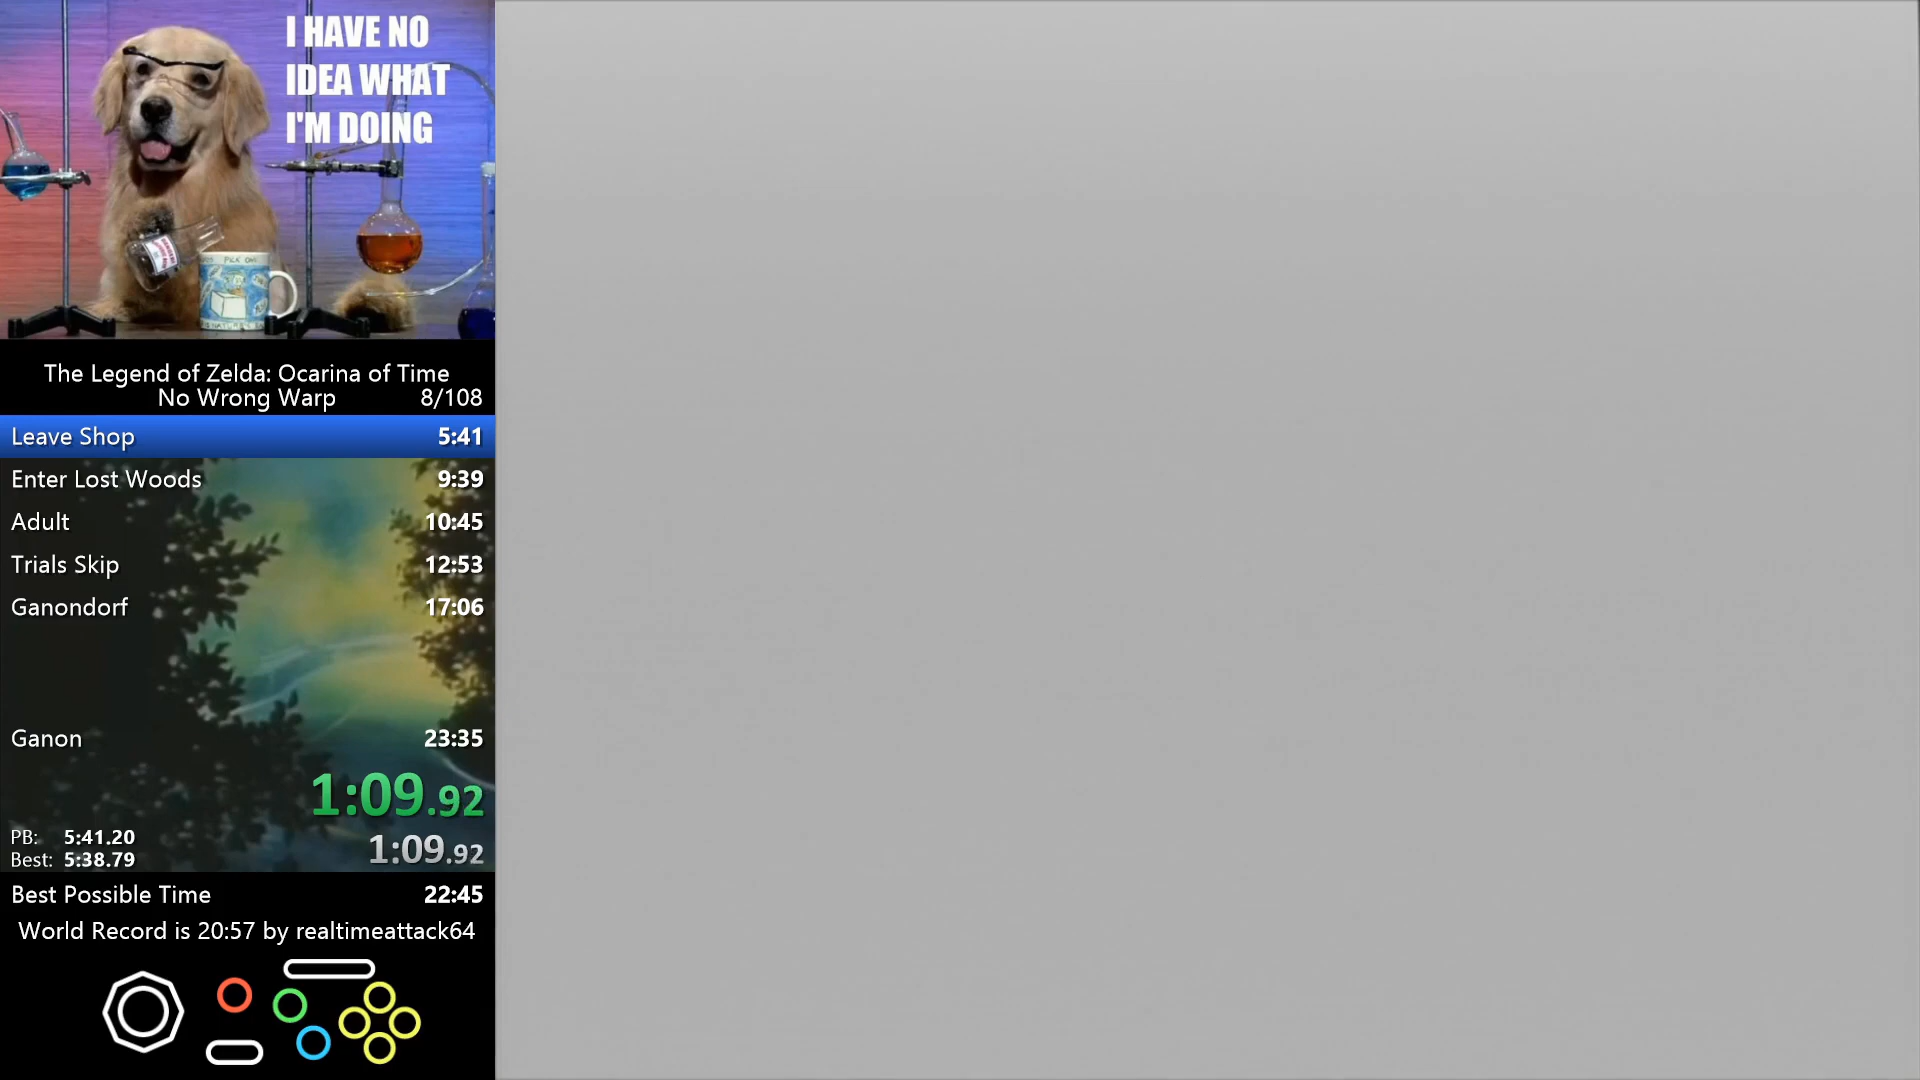 I HAVE NO
IDEA WHAT
I'M DOING
PICK ONE
The Legend of Zelda: Ocarina of Time
No Wrong Warp 8/108
Leave Shop 5:41
Enter Lost Woods 9:39
Adult 10:45
Trials Skip 12:53
Ganondorf 17:06
Ganon 23:35
1:09.92
PB: 5:41.20
Best: 5:38.79
1:09.92
Best Possible Time 22:45
World Record is 20:57 by realtimeattack64